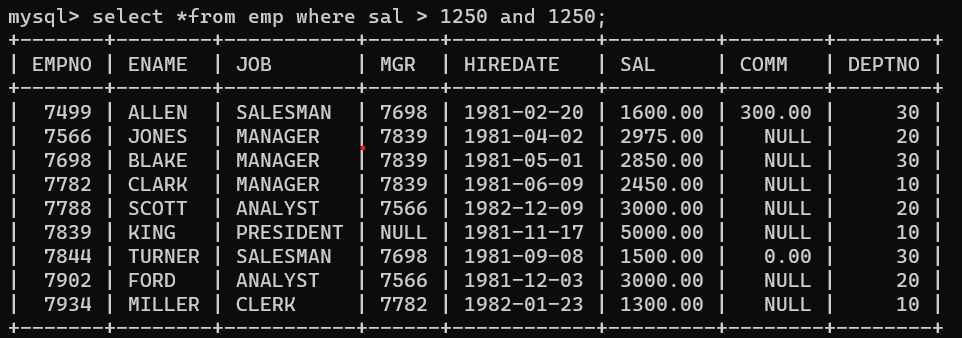 mysql> select *from emp where sal > 1250 and 1250;
+-------+--------+-----------+------+------------+---------+--------+--------+
| EMPNO | ENAME  | JOB       | MGR  | HIREDATE   | SAL     | COMM   | DEPTNO |
+-------+--------+-----------+------+------------+---------+--------+--------+
|  7499 | ALLEN  | SALESMAN  | 7698 | 1981-02-20 | 1600.00 | 300.00 |     30 |
|  7566 | JONES  | MANAGER   | 7839 | 1981-04-02 | 2975.00 |   NULL |     20 |
|  7698 | BLAKE  | MANAGER   | 7839 | 1981-05-01 | 2850.00 |   NULL |     30 |
|  7782 | CLARK  | MANAGER   | 7839 | 1981-06-09 | 2450.00 |   NULL |     10 |
|  7788 | SCOTT  | ANALYST   | 7566 | 1982-12-09 | 3000.00 |   NULL |     20 |
|  7839 | KING   | PRESIDENT | NULL | 1981-11-17 | 5000.00 |   NULL |     10 |
|  7844 | TURNER | SALESMAN  | 7698 | 1981-09-08 | 1500.00 |   0.00 |     30 |
|  7902 | FORD   | ANALYST   | 7566 | 1981-12-03 | 3000.00 |   NULL |     20 |
|  7934 | MILLER | CLERK     | 7782 | 1982-01-23 | 1300.00 |   NULL |     10 |
+-------+--------+-----------+------+------------+---------+--------+--------+